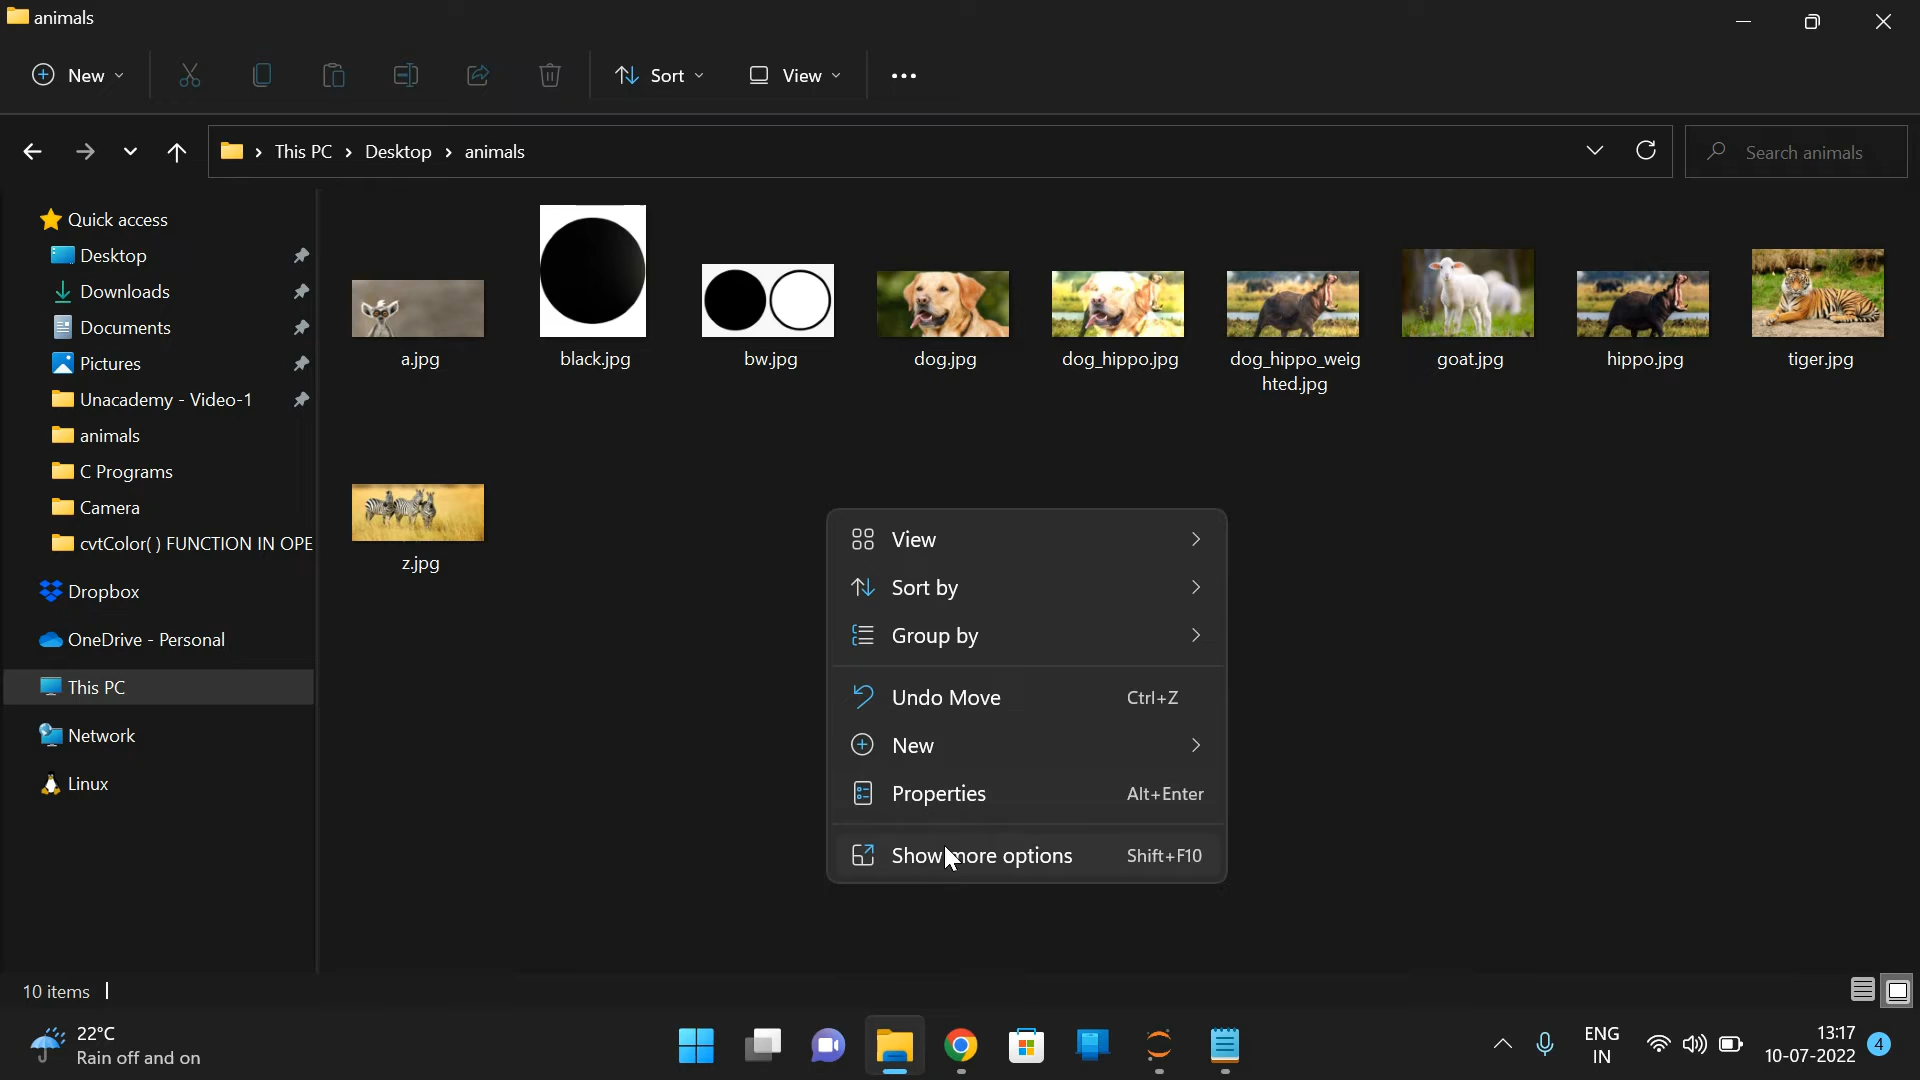 animals
New
Sort
View
This PC
Desktop
animals
Search animals
Quick access
Desktop
Downloads
Documents
Pictures
Unacademy - Video-1
animals
C Programs
Camera
cvtColor( ) FUNCTION IN OPE
Dropbox
OneDrive - Personal
This PC
Network
Linux
a.jpg
black.jpg
bw.jpg
dog.jpg
dog_hippo.jpg
dog_hippo_weig
hted.jpg
goat.jpg
hippo.jpg
tiger.jpg
z.jpg
View
Sort by
Group by
Undo Move Ctrl+Z
New
Properties Alt+Enter
Show more options Shift+F10
10 items
22°C
Rain off and on
ENG
IN
13:17
10-07-2022
4